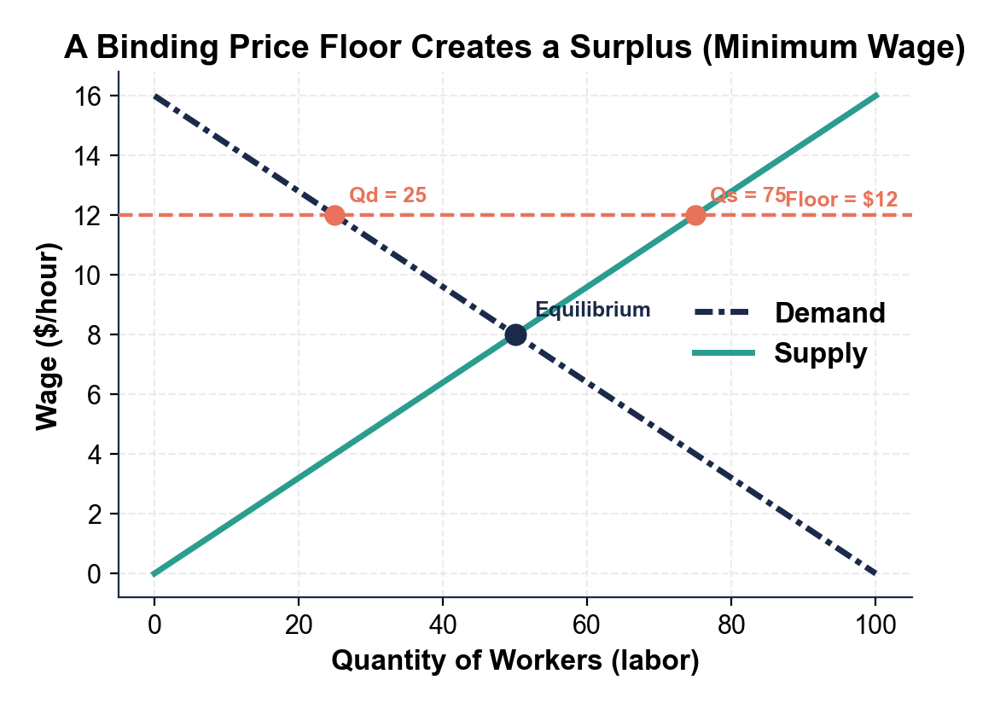 A Binding Price Floor Creates a Surplus (Minimum Wage)
16
14
12
10
8
6
4
2
0
Wage ($/hour)
Qd = 25
Qs = 75
Floor = $12
Equilibrium
Demand
Supply
0 20 40 60 80 100
Quantity of Workers (labor)